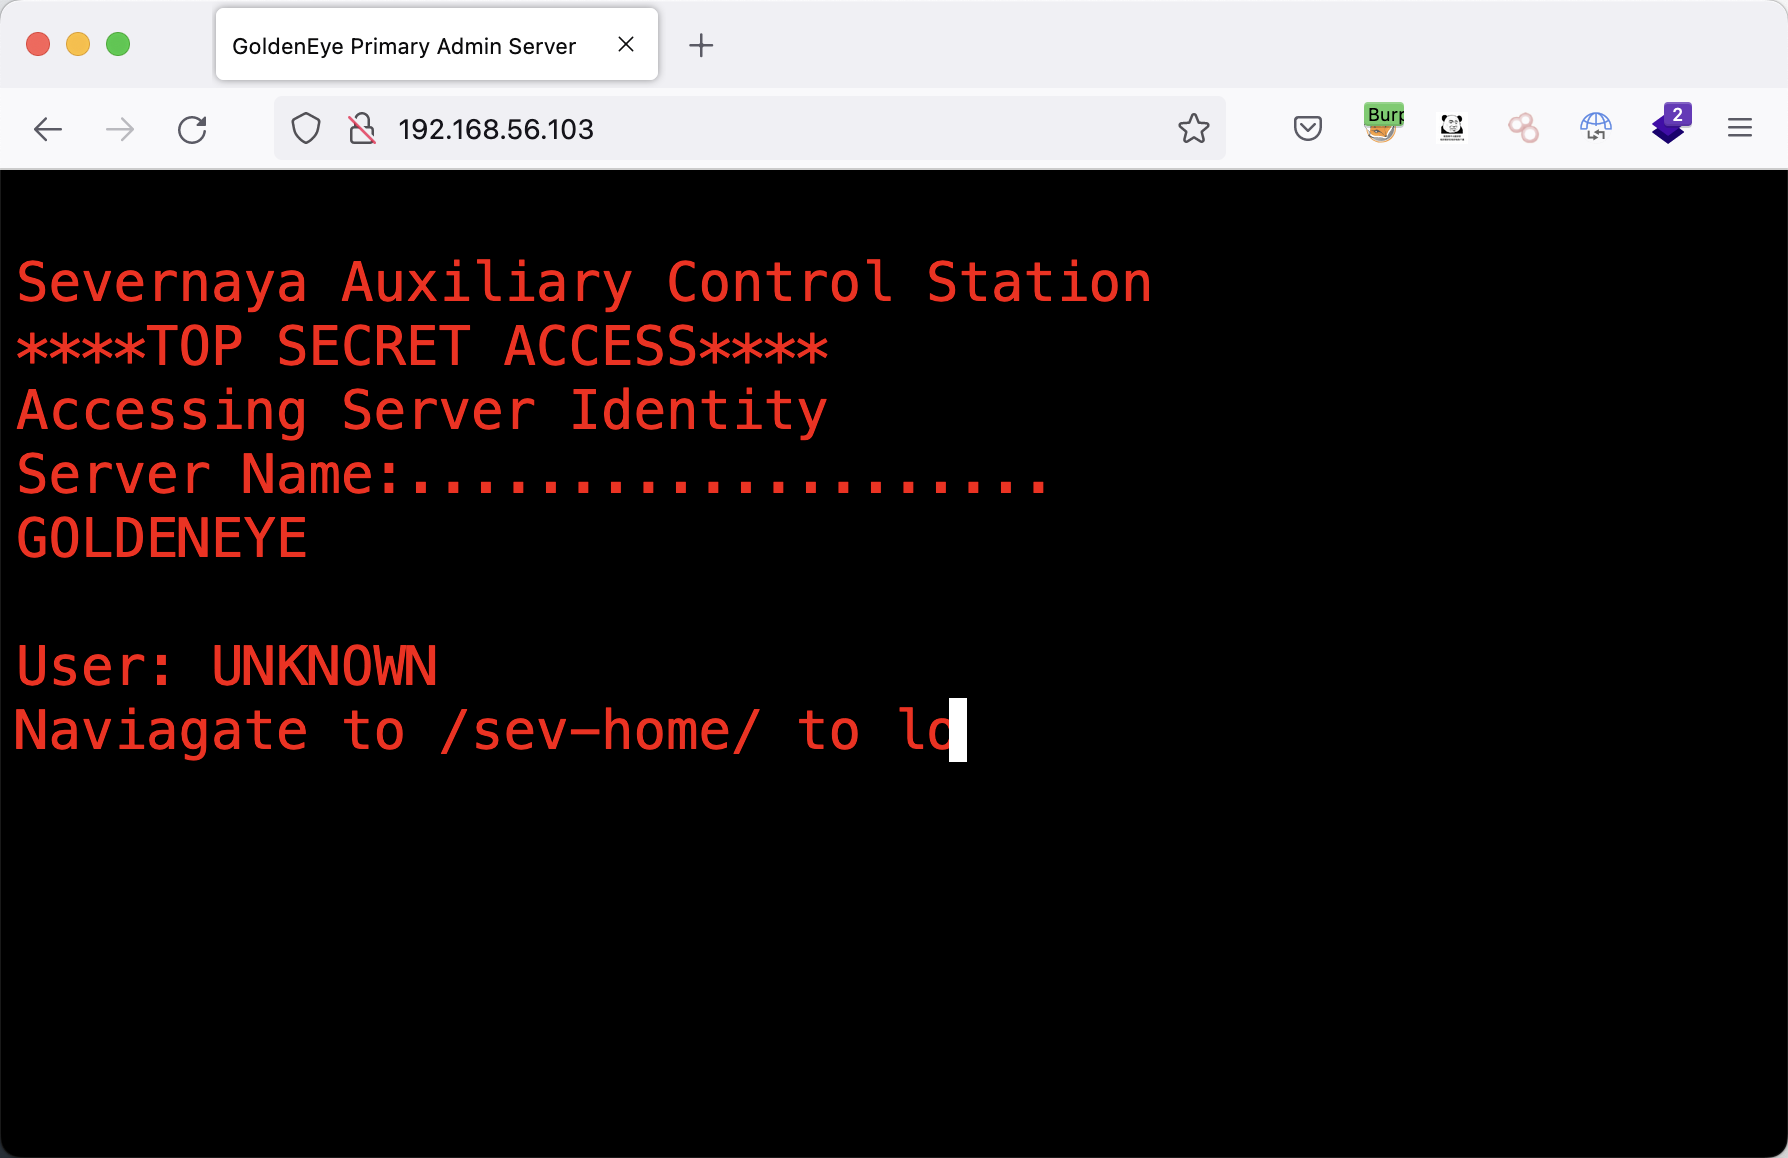 GoldenEye Primary Admin Server
192.168.56.103
Burp
2
Severnaya Auxiliary Control Station
****TOP SECRET ACCESS****
Accessing Server Identity
Server Name:....................
GOLDENEYE
User: UNKNOWN
Naviagate to /sev-home/ to lo